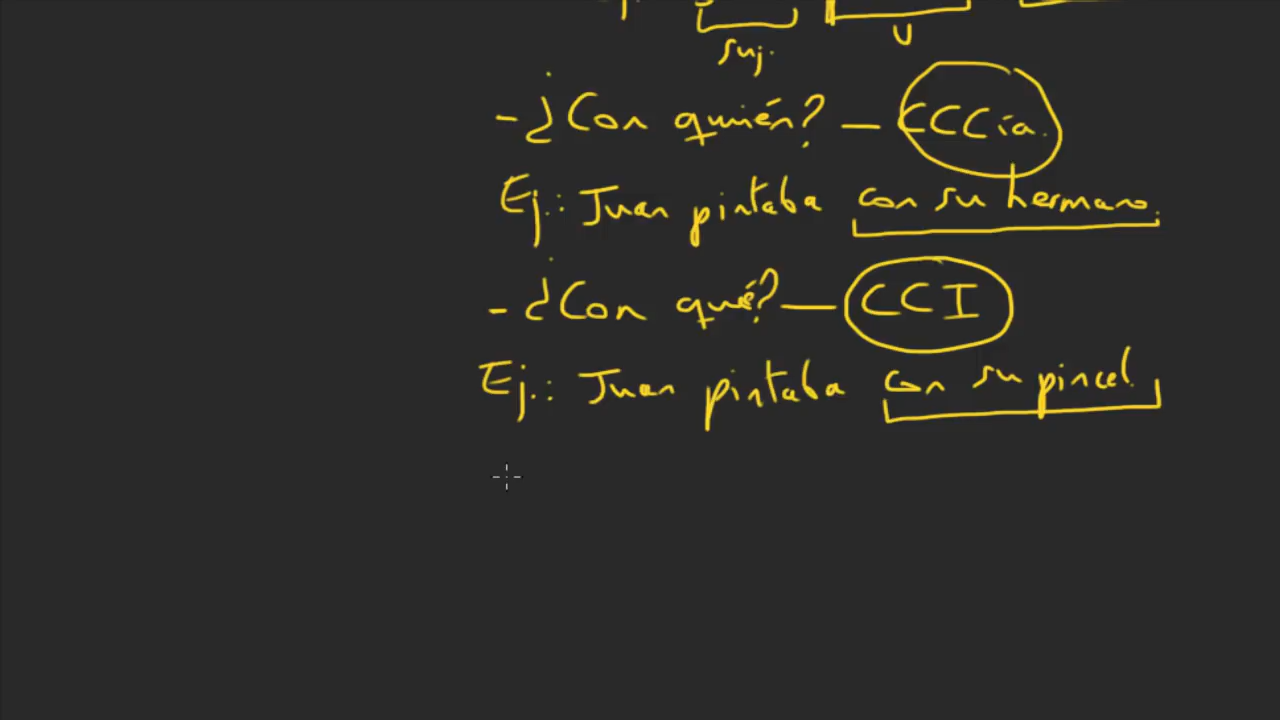 suj. v
- ¿Con quién? — CCCía.
Ej.: Juan pintaba con su hermano.
- ¿Con qué? — CCI
Ej.: Juan pintaba con su pincel.